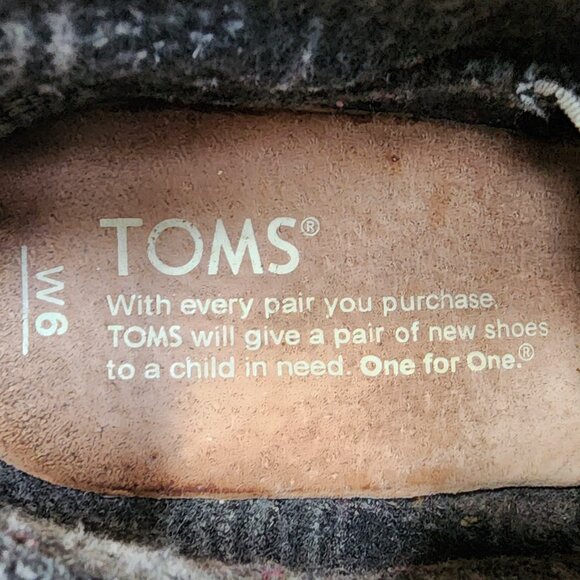 TOMS®
With every pair you purchase,
TOMS will give a pair of new shoes
to a child in need. One for One.®
W6